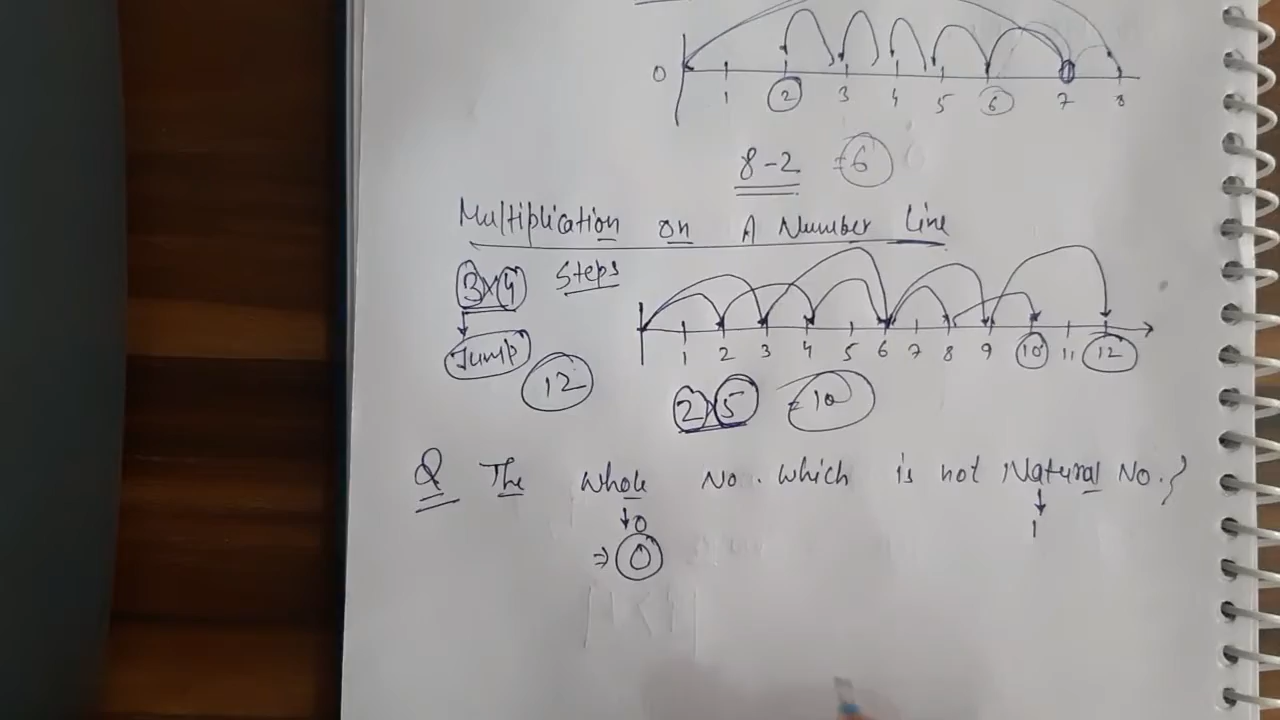 0 1 2 3 4 5 6 7 8
8-2 =6
Multiplication on A Number line
3×4 Steps
1 2 3 4 5 6 7 8 9 10 11 12
Jump
12
2×5 =10
Q The Whole No. which is not Natural No.?
0
1
⇒ 0